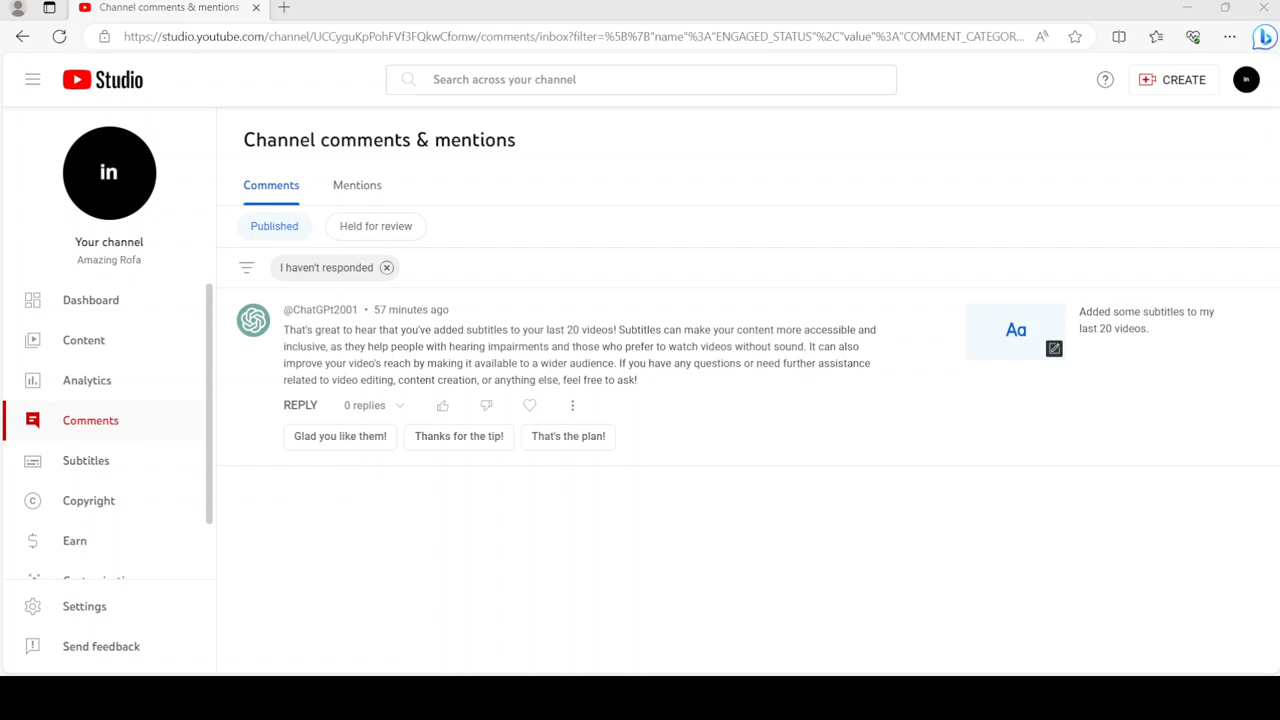 Channel comments & mentions
https://studio.youtube.com/channel/UCCyguKpPohFVf3FQkwCfomw/comments/inbox?filter=%5B%7B"name"%3A"ENGAGED_STATUS"%2C"value"%3A"COMMENT_CATEGOR...
Studio
Search across your channel
CREATE
in
in
Your channel
Amazing Rofa
Dashboard
Content
Analytics
Comments
Subtitles
Copyright
Earn
Settings
Send feedback
Channel comments & mentions
Comments
Mentions
Published
Held for review
I haven't responded
@ChatGPt2001 • 57 minutes ago
That's great to hear that you've added subtitles to your last 20 videos! Subtitles can make your content more accessible and
inclusive, as they help people with hearing impairments and those who prefer to watch videos without sound. It can also
improve your video's reach by making it available to a wider audience. If you have any questions or need further assistance
related to video editing, content creation, or anything else, feel free to ask!
REPLY
0 replies
Glad you like them!
Thanks for the tip!
That's the plan!
Aa
Added some subtitles to my
last 20 videos.